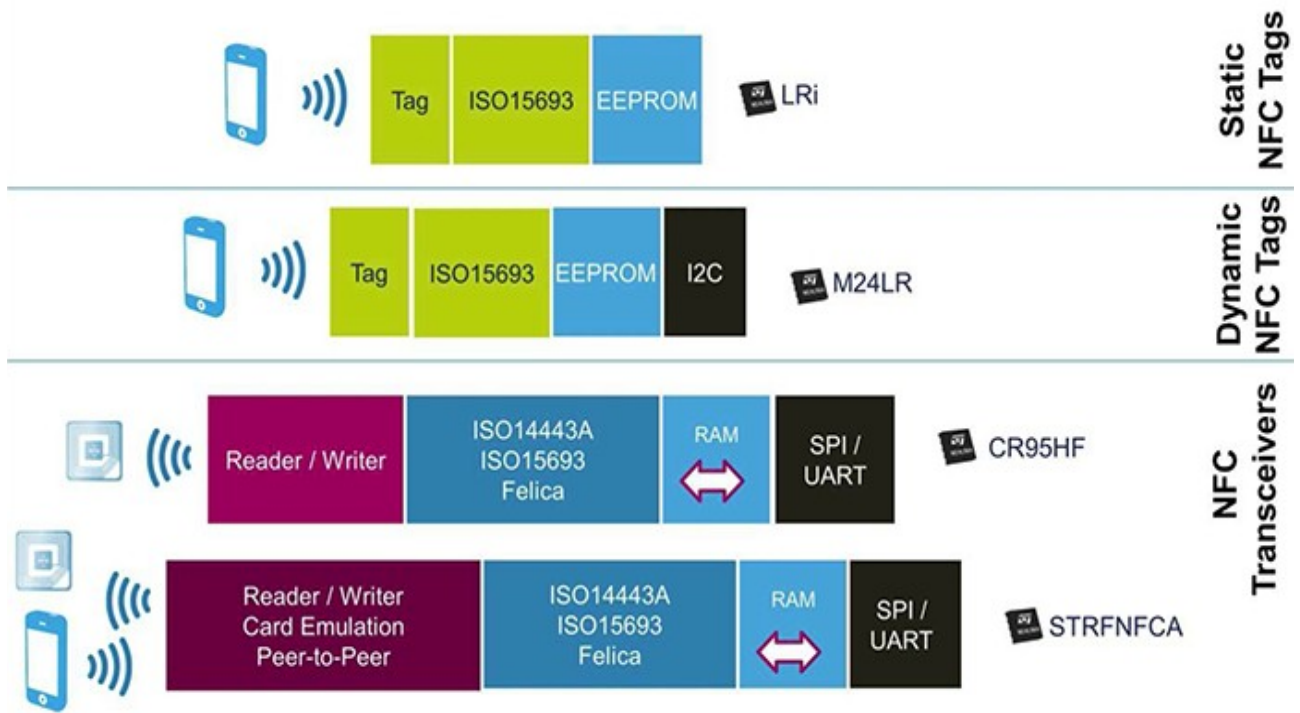 Tag
ISO15693
EEPROM
LRi
Static
NFC Tags
Tag
ISO15693
EEPROM
I2C
M24LR
Dynamic
NFC Tags
Reader / Writer
ISO14443A
ISO15693
Felica
RAM
SPI /
UART
CR95HF
NFC
Transceivers
Reader / Writer
Card Emulation
Peer-to-Peer
ISO14443A
ISO15693
Felica
RAM
SPI /
UART
STRFNFCA